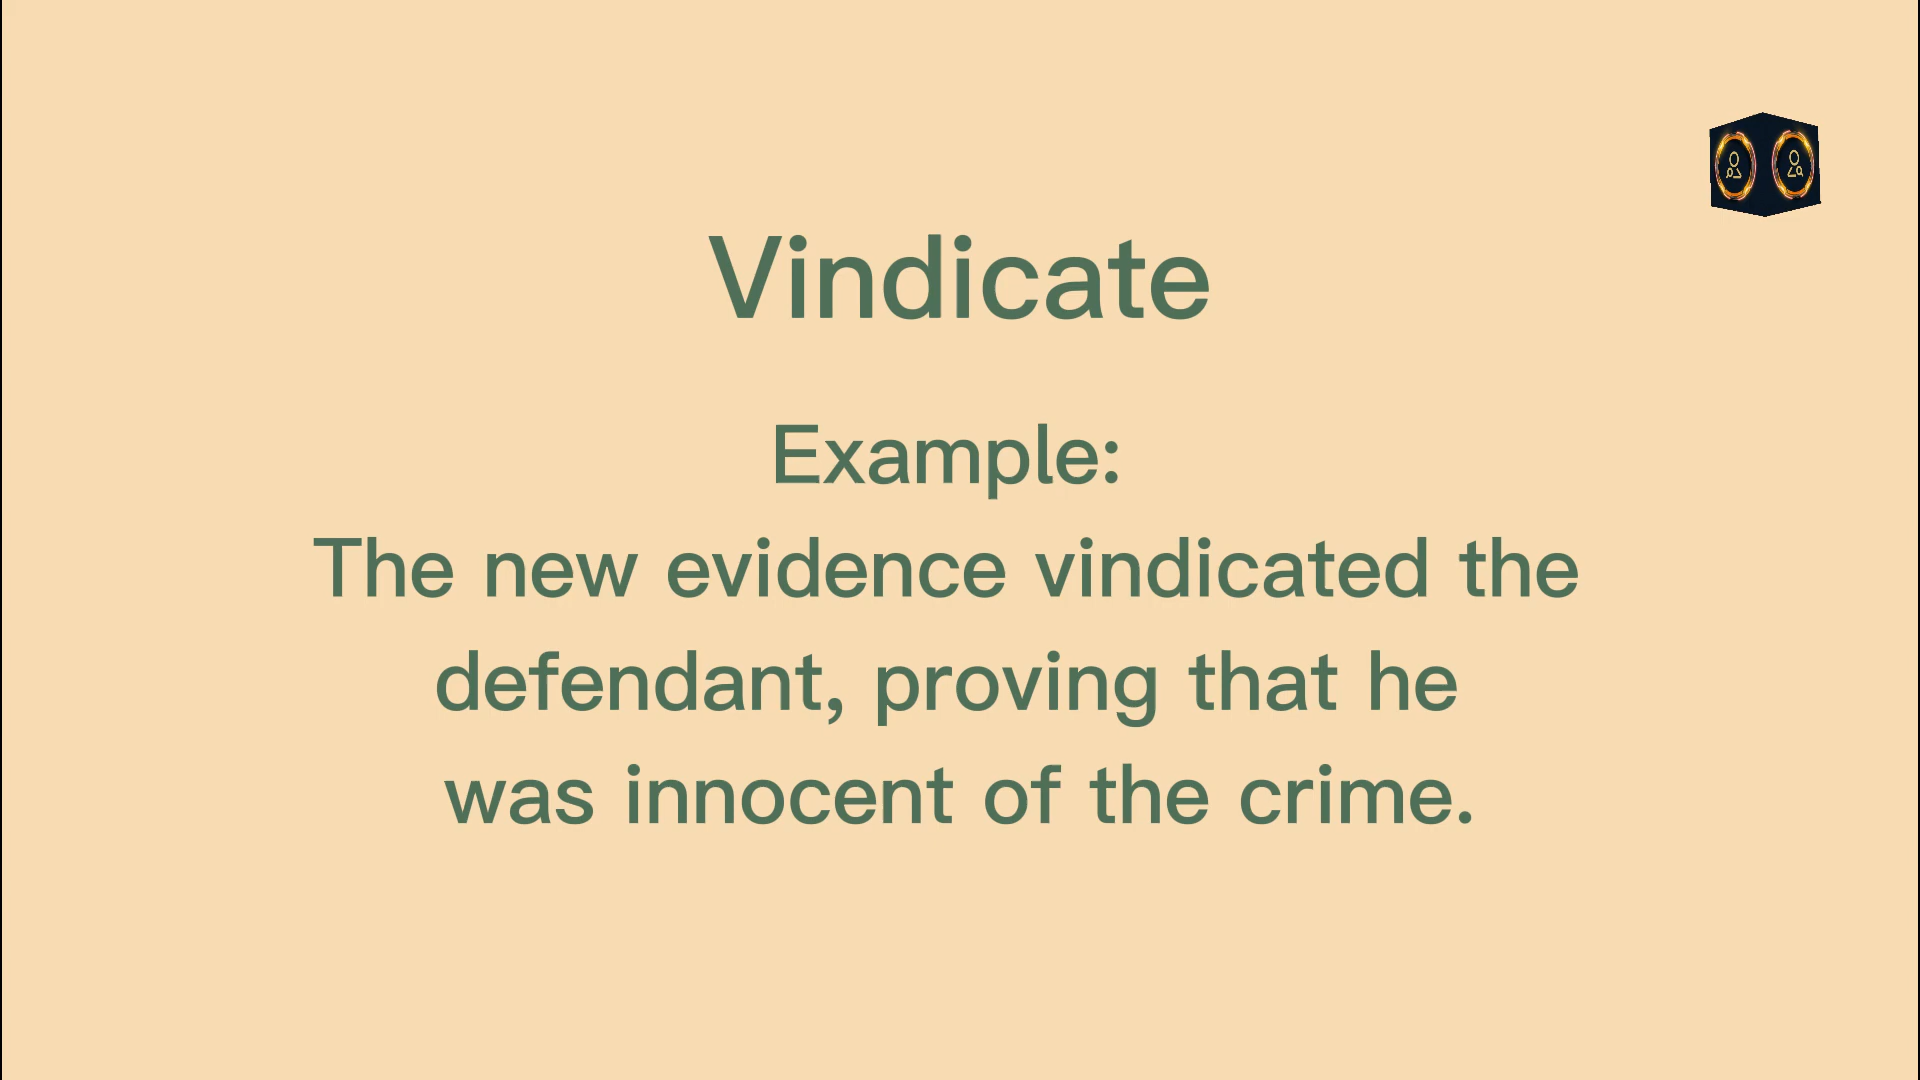 Vindicate
Example:
The new evidence vindicated the
defendant, proving that he
was innocent of the crime.